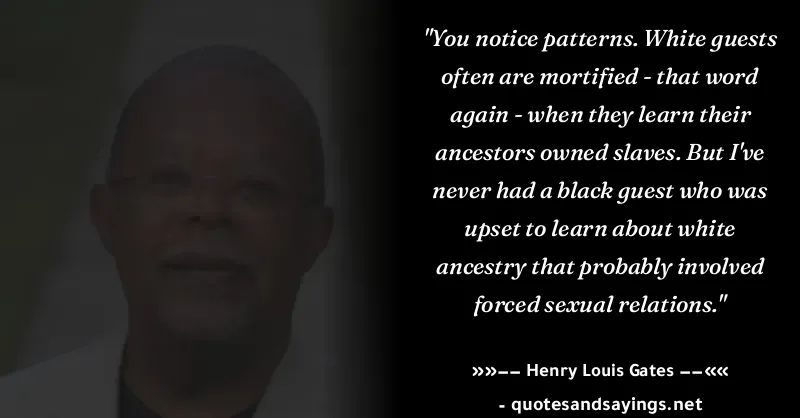 "You notice patterns. White guests
often are mortified - that word
again - when they learn their
ancestors owned slaves. But I've
never had a black guest who was
upset to learn about white
ancestry that probably involved
forced sexual relations."
»»−− Henry Louis Gates −−««
- quotesandsayings.net